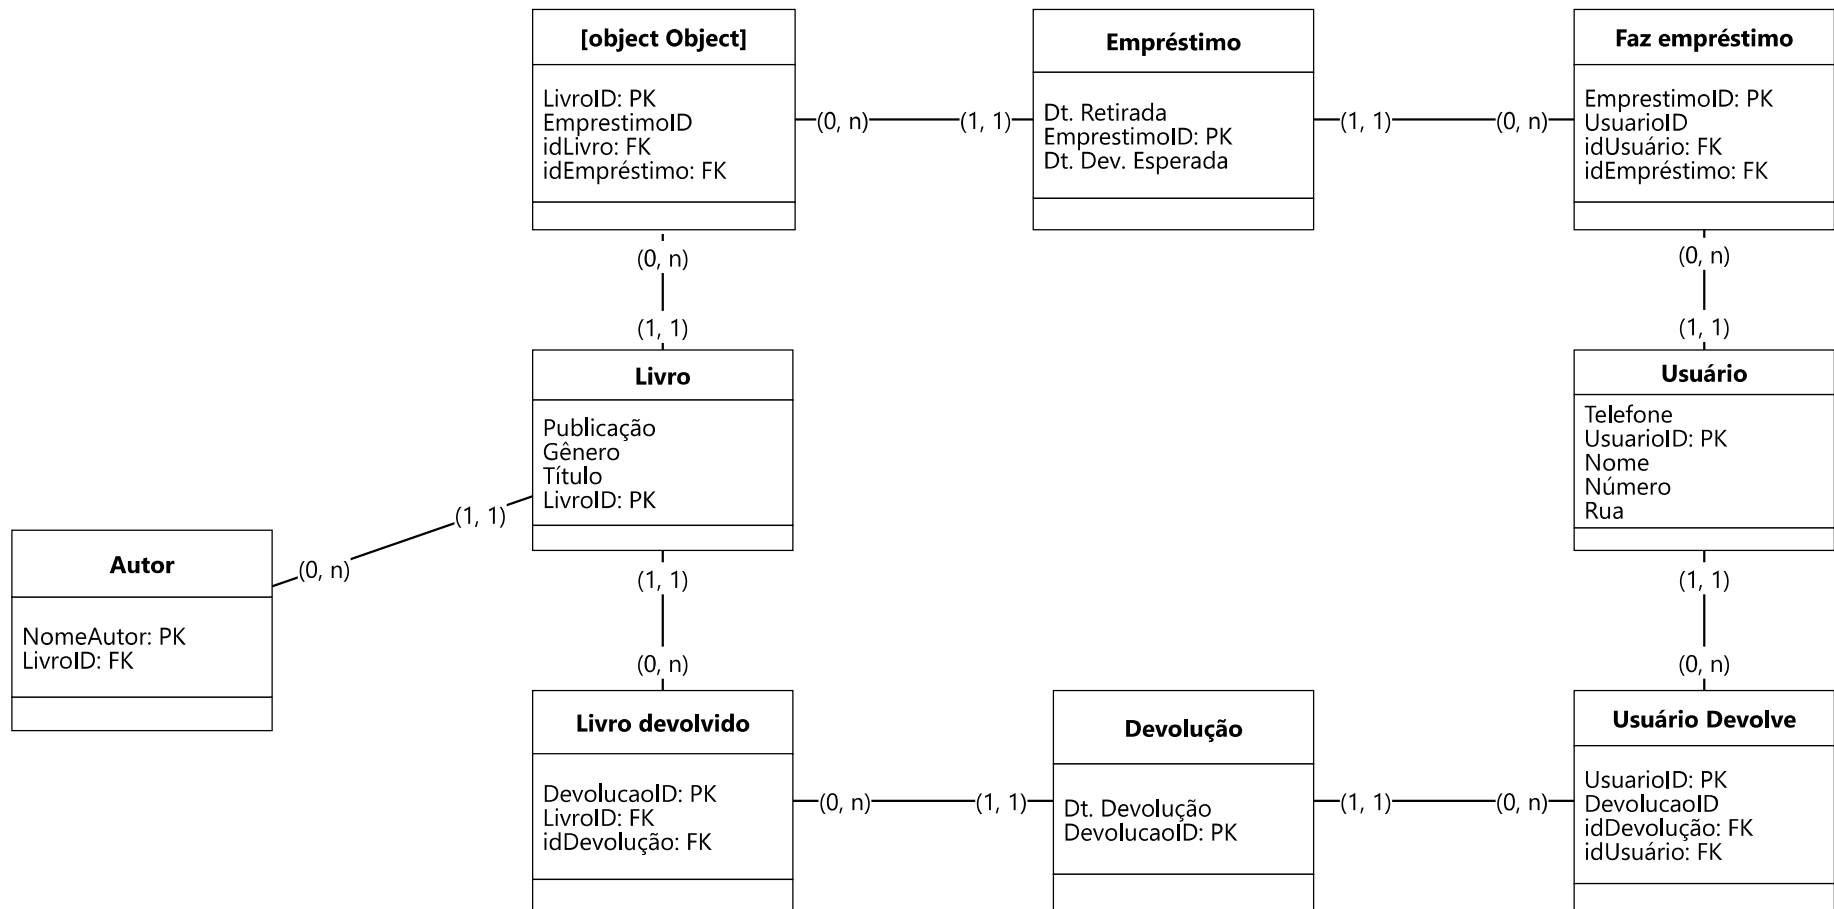 [object Object]
LivroID: PK
EmprestimoID
idLivro: FK
idEmpréstimo: FK
(0, n)
(1, 1)
Empréstimo
Dt. Retirada
EmprestimoID: PK
Dt. Dev. Esperada
(1, 1)
(0, n)
Faz empréstimo
EmprestimoID: PK
UsuarioID
idUsuário: FK
idEmpréstimo: FK
(0, n)
(1, 1)
(0, n)
(1, 1)
Livro
Publicação
Gênero
Título
LivroID: PK
Usuário
Telefone
UsuarioID: PK
Nome
Número
Rua
(1, 1)
(0, n)
Autor
NomeAutor: PK
LivroID: FK
(1, 1)
(0, n)
(1, 1)
(0, n)
Livro devolvido
DevolucaoID: PK
LivroID: FK
idDevolução: FK
(0, n)
(1, 1)
Devolução
Dt. Devolução
DevolucaoID: PK
(1, 1)
(0, n)
Usuário Devolve
UsuarioID: PK
DevolucaoID
idDevolução: FK
idUsuário: FK